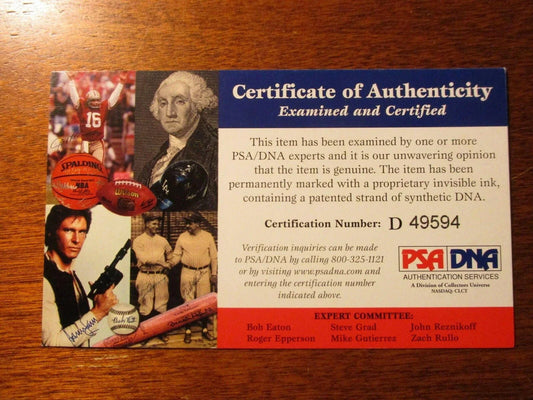 Certificate of Authenticity
Examined and Certified
This item has been examined by one or more
PSA/DNA experts and it is our unwavering opinion
that the item is genuine. The item has been
permanently marked with a proprietary invisible ink,
containing a patented strand of synthetic DNA.
Certification Number: D 49594
Verification inquiries can be made
to PSA/DNA by calling 800-325-1121
or by visiting www.psadna.com and
entering the certification number
indicated above.
PSA DNA
AUTHENTICATION SERVICES
A Division of Collectors Universe
NASDAQ: CLCT
EXPERT COMMITTEE:
Bob Eaton Steve Grad John Reznikoff
Roger Epperson Mike Gutierrez Zach Rullo
16
SPALDING
NBA